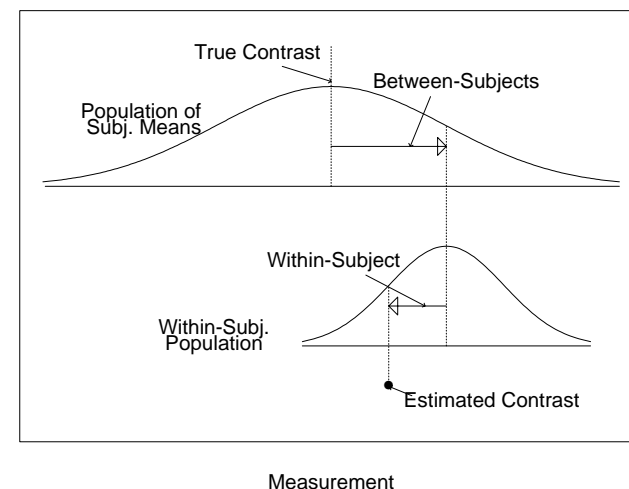 True Contrast
Between-Subjects
Population of
Subj. Means
Within-Subject
Within-Subj.
Population
Estimated Contrast
Measurement